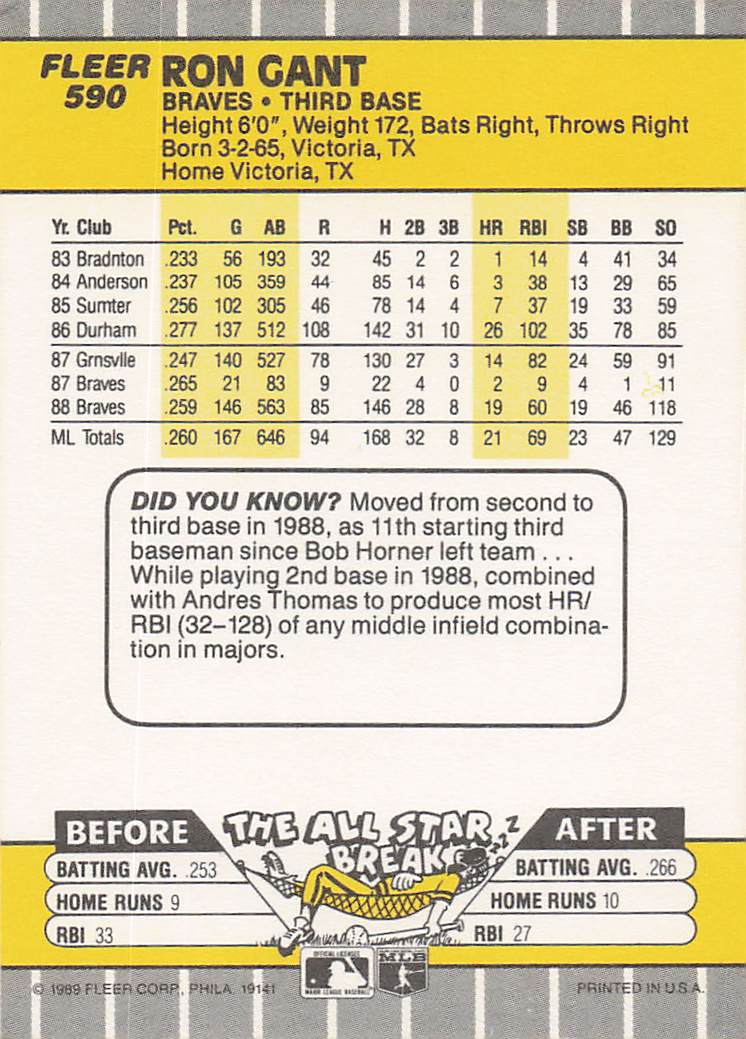 FLEER RON GANT
590 BRAVES • THIRD BASE
Height 6'0", Weight 172, Bats Right, Throws Right
Born 3-2-65, Victoria, TX
Home Victoria, TX
Yr. Club Pct. G AB R H 2B 3B HR RBI SB BB SO
83 Bradnton .233 56 193 32 45 2 2 1 14 4 41 34
84 Anderson .237 105 359 44 85 14 6 3 38 13 29 65
85 Sumter .256 102 305 46 78 14 4 7 37 19 33 59
86 Durham .277 137 512 108 142 31 10 26 102 35 78 85
87 Grnsvlle .247 140 527 78 130 27 3 14 82 24 59 91
87 Braves .265 21 83 9 22 4 0 2 9 4 1 11
88 Braves .259 146 563 85 146 28 8 19 60 19 46 118
ML Totals .260 167 646 94 168 32 8 21 69 23 47 129
DID YOU KNOW? Moved from second to
third base in 1988, as 11th starting third
baseman since Bob Horner left team . . .
While playing 2nd base in 1988, combined
with Andres Thomas to produce most HR/
RBI (32–128) of any middle infield combina-
tion in majors.
THE ALL STAR
BREAK
ZZZ
BEFORE
BATTING AVG. .253
HOME RUNS 9
RBI 33
AFTER
BATTING AVG. .266
HOME RUNS 10
RBI 27
OFFICIAL LICENSEE
MAJOR LEAGUE BASEBALL
MLB
© 1989 FLEER CORP., PHILA. 19141
PRINTED IN U.S.A.